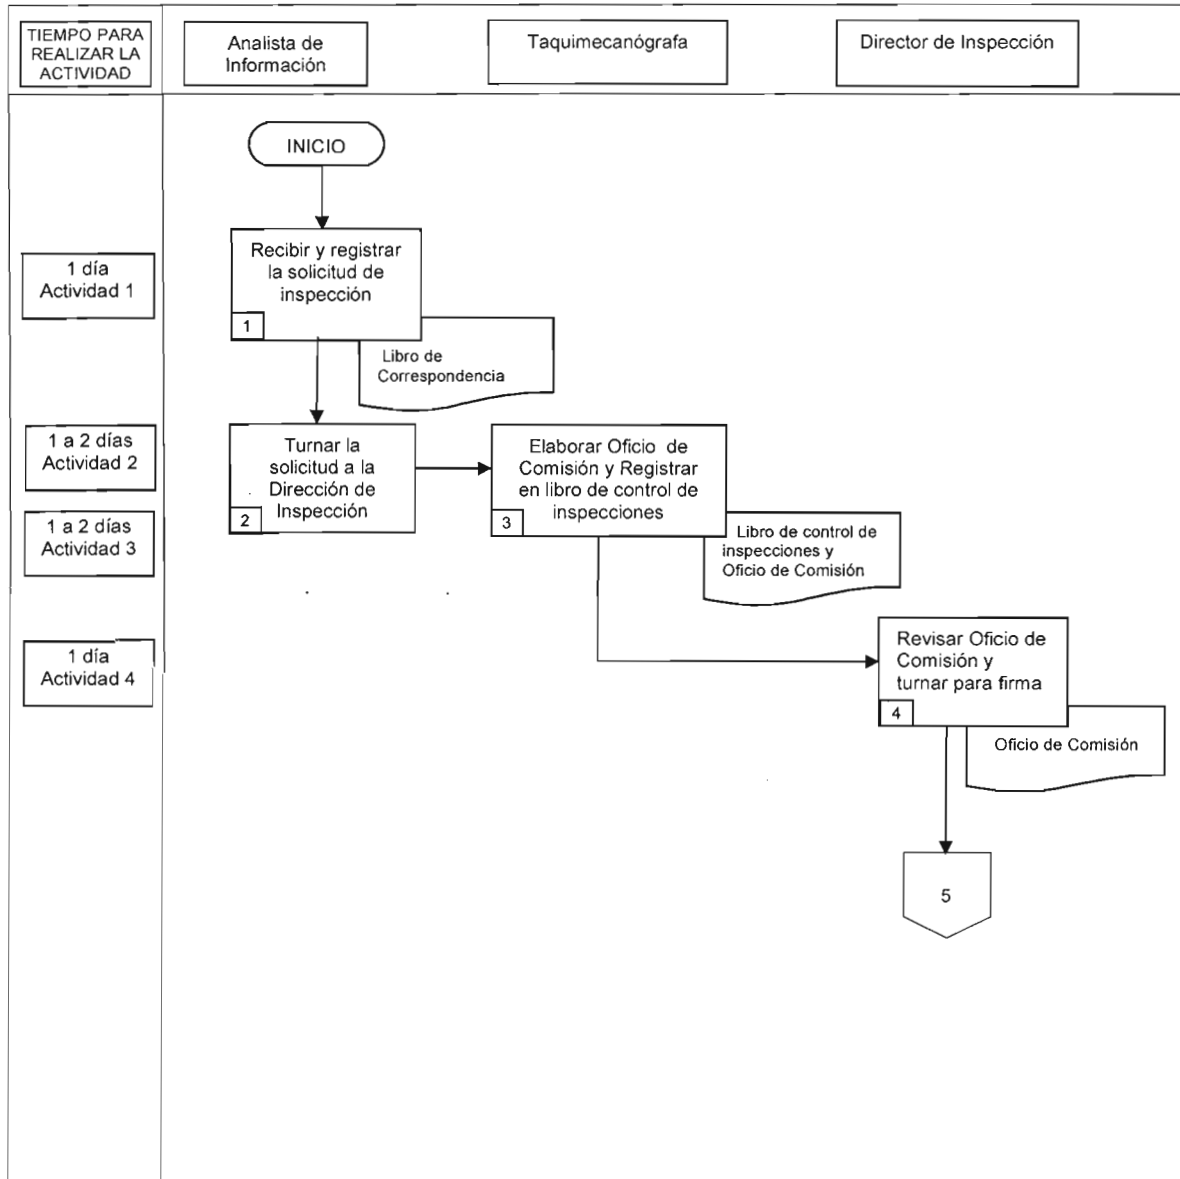 TIEMPO PARA
REALIZAR LA
ACTIVIDAD
Analista de
Información
Taquimecanógrafa
Director de Inspección
INICIO
1 día
Actividad 1
Recibir y registrar
la solicitud de
inspección
1
Libro de
Correspondencia
1 a 2 días
Actividad 2
Turnar la
solicitud a la
Dirección de
Inspección
2
Elaborar Oficio de
Comisión y Registrar
en libro de control de
inspecciones
3
1 a 2 días
Actividad 3
Libro de control de
inspecciones y
Oficio de Comisión
1 día
Actividad 4
Revisar Oficio de
Comisión y
turnar para firma
4
Oficio de Comisión
5